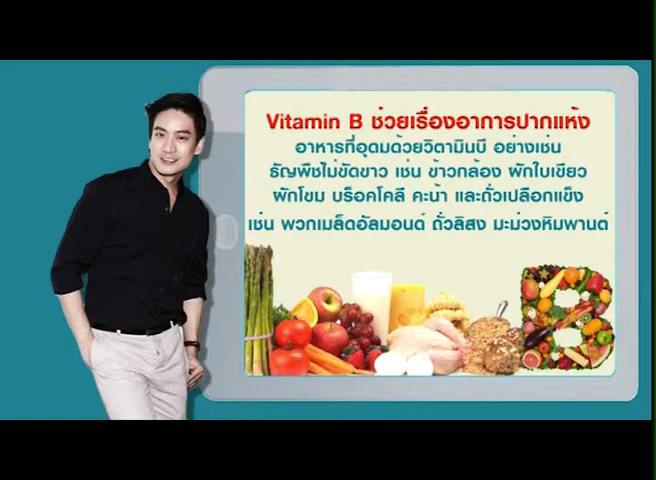 Vitamin B ช่วยเรื่องอาการปากแห้ง
อาหารที่อุดมด้วยวิตามินบี อย่างเช่น
ธัญพืชไม่ขัดขาว เช่น ข้าวกล้อง ผักใบเขียว
ผักโขม บร็อคโคลี คะน้า และถั่วเปลือกแข็ง
เช่น พวกเมล็ดอัลมอนด์ ถั่วลิสง มะม่วงหิมพานต์